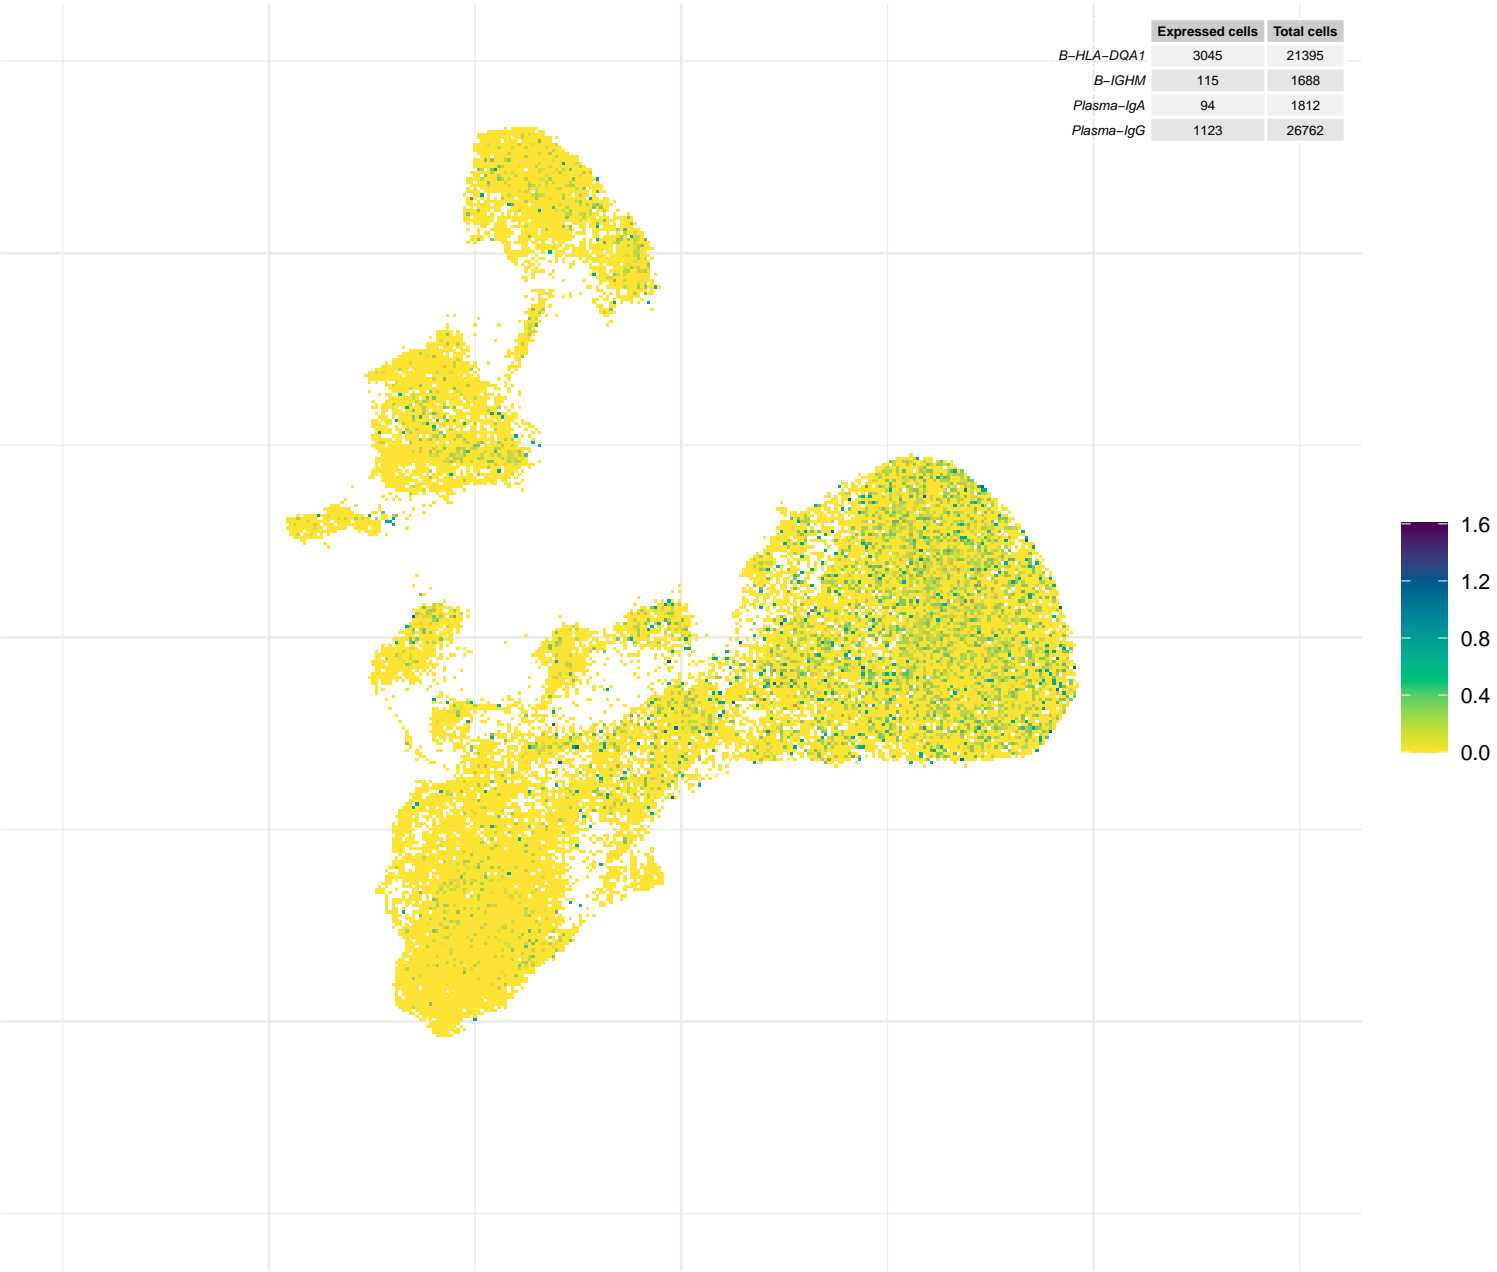 Expressed cells Total cells
B−HLA−DQA1 3045 21395
B−IGHM 115 1688
Plasma−IgA 94 1812
Plasma−IgG 1123 26762
1.6
1.2
0.8
0.4
0.0